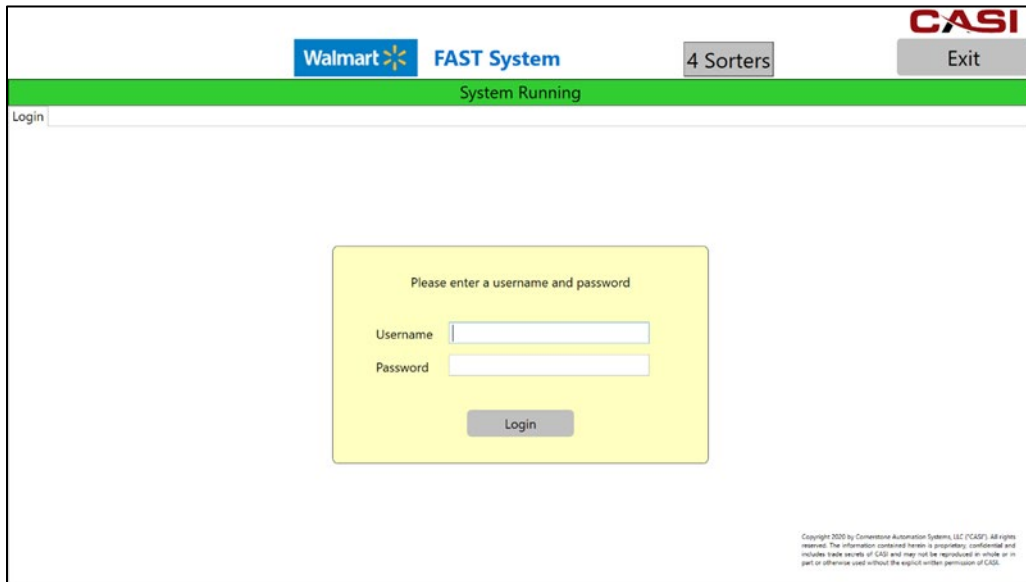 CASI
Walmart FAST System 4 Sorters Exit
System Running
Login
Please enter a username and password
Username
Password
Login
Copyright 2020 by Cornerstone Automation Systems, LLC ("CASI"). All rights
reserved. The information contained herein is proprietary, confidential and
includes trade secrets of CASI and may not be reproduced in whole or in
part or otherwise used without the explicit written permission of CASI.